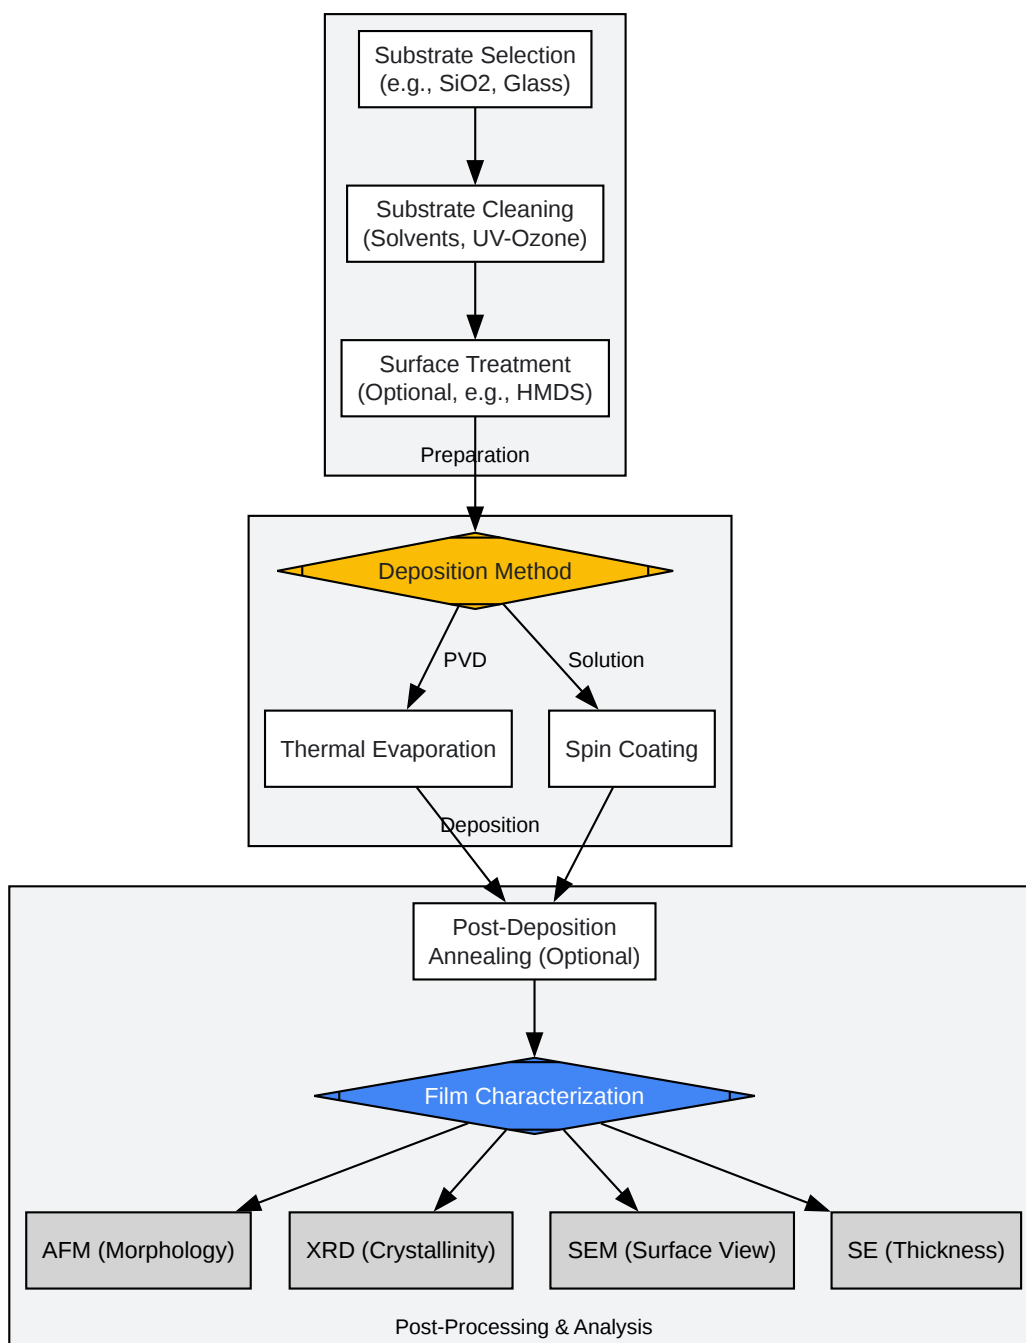 Substrate Selection
(e.g., SiO2, Glass)
Substrate Cleaning
(Solvents, UV-Ozone)
Surface Treatment
(Optional, e.g., HMDS)
Preparation
Deposition Method
PVD
Solution
Thermal Evaporation
Spin Coating
Deposition
Post-Deposition
Annealing (Optional)
Film Characterization
AFM (Morphology)
XRD (Crystallinity)
SEM (Surface View)
SE (Thickness)
Post-Processing & Analysis